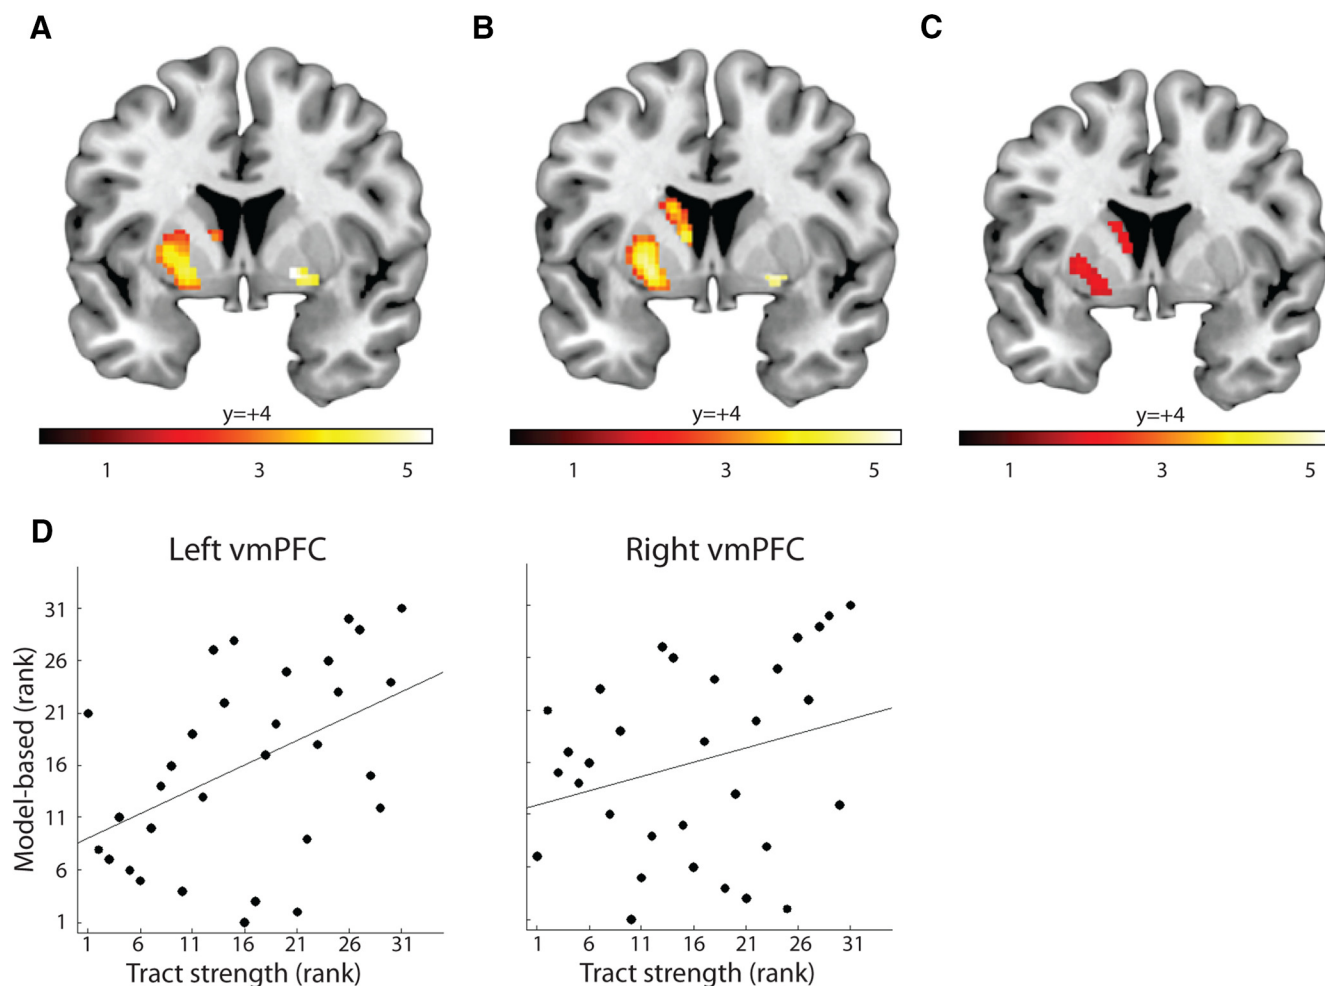 A B C
y=+4 y=+4 y=+4
1 3 5 1 3 5 1 3 5
D
Left vmPFC Right vmPFC
Model-based (rank)
31
26
21
16
11
6
1
1 6 11 16 21 26 31 1 6 11 16 21 26 31
Tract strength (rank) Tract strength (rank)